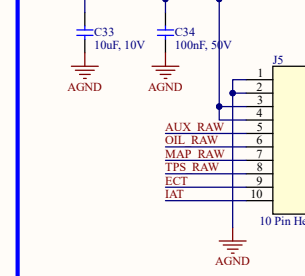 C33
10uF, 10V
C34
100nF, 50V
AGND
AGND
J5
1
2
3
4
AUX_RAW 5
OIL_RAW 6
MAP_RAW 7
TPS_RAW 8
ECT 9
IAT 10
10 Pin He
AGND